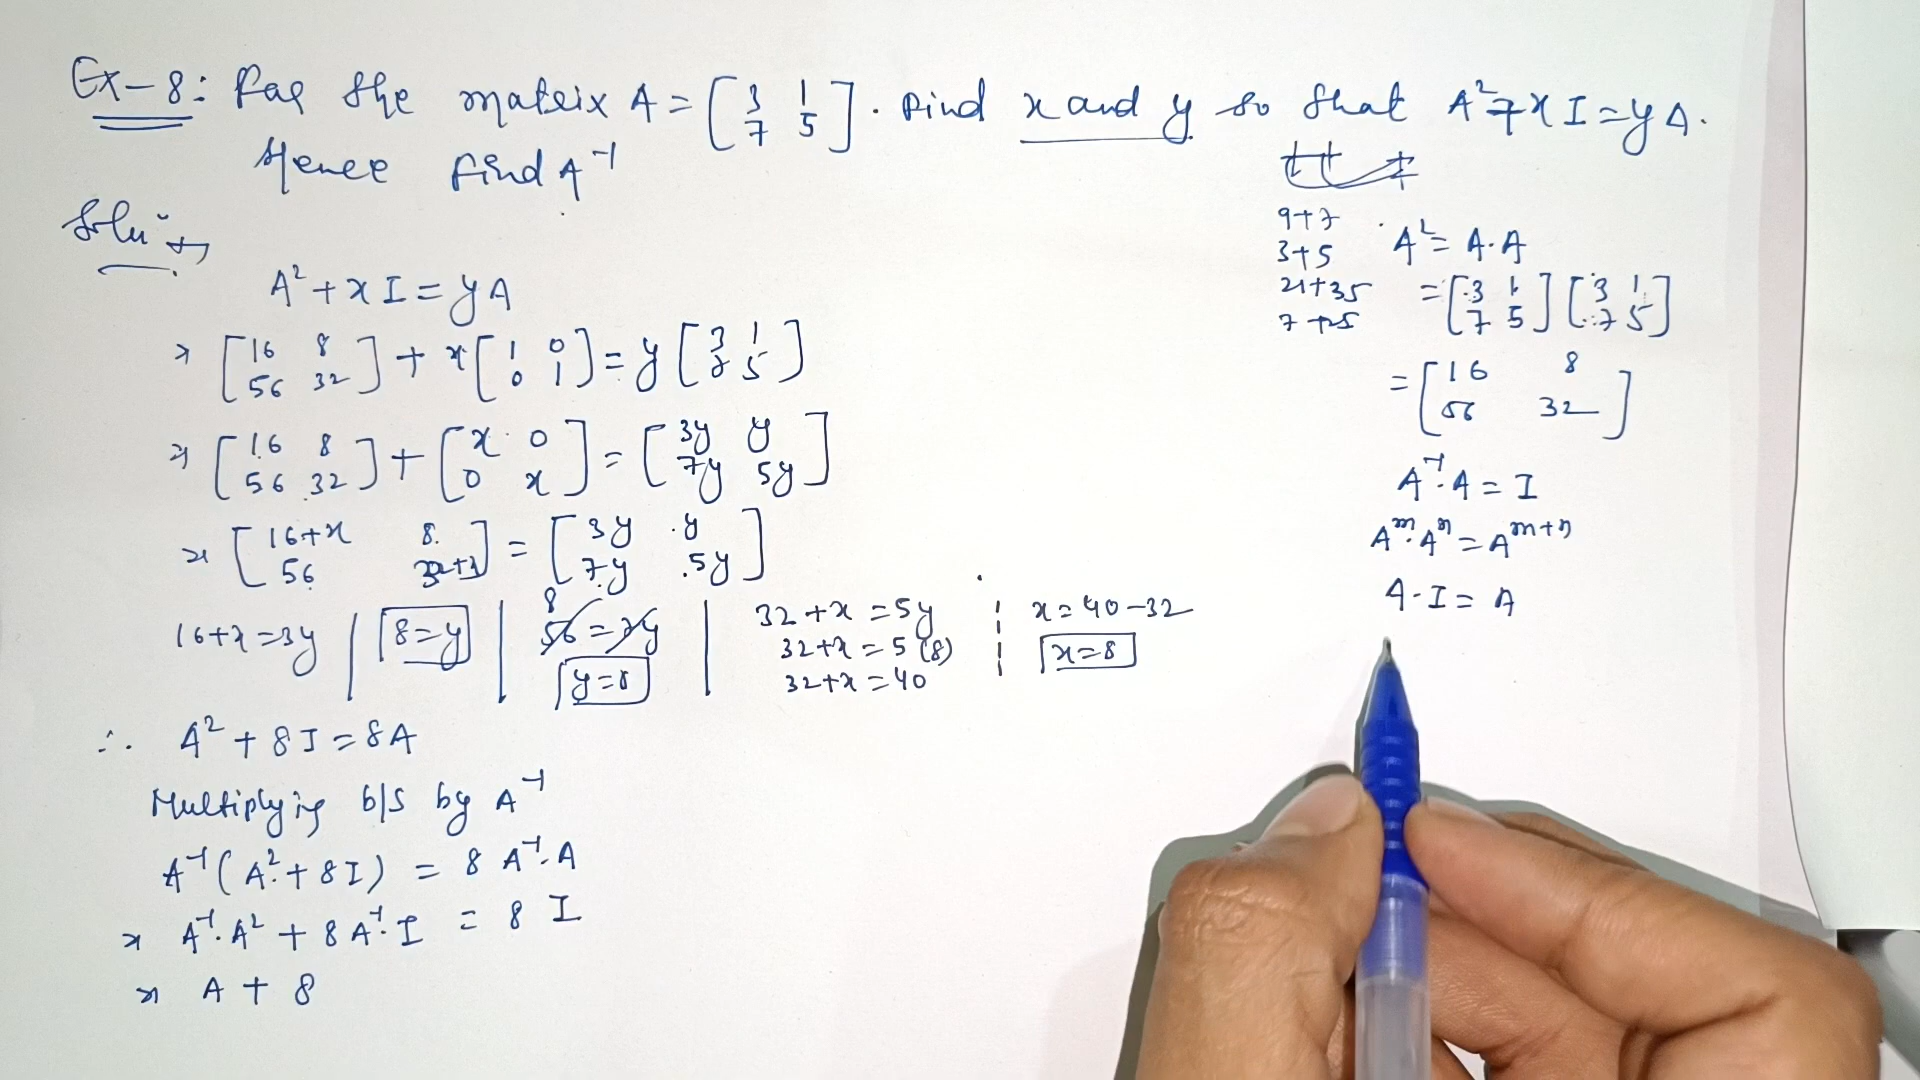 Ex-8: For the matrix A = [3 1 7 5]. Find x and y so that A²+xI=yA.
Hence find A⁻¹
Soluⁿ
A² + x I = y A
[16 8 56 32] + x [1 0 0 1] = y [3 1 7 5]
[16 8 56 32] + [x 0 0 x] = [3y y 7y 5y]
[16+x 8 56 32+x] = [3y y 7y 5y]
16+x=3y | 8=y | 56=7y 8 | 32+x=5y | x=40-32
y=8 32+x=5(8) x=8
32+x=40
∴ A² + 8I = 8A
Multiplying b/s by A⁻¹
A⁻¹(A²+8I) = 8 A⁻¹.A
A⁻¹.A² + 8A⁻¹.I = 8 I
A + 8
9+7
3+5
21+35
7+25
A² = A.A
= [3 1 7 5] [3 1 7 5]
= [16 8 56 32]
A⁻¹.A = I
Aᵐ.Aⁿ = Aᵐ⁺ⁿ
A.I = A